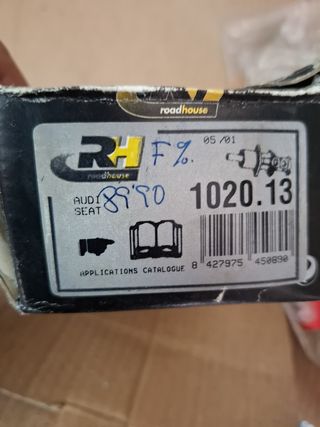 roadhouse
RH
roadhouse
F %.
05/01
AUDI
SEAT
89'90
1020.13
APPLICATIONS CATALOGUE
8 427975 450890